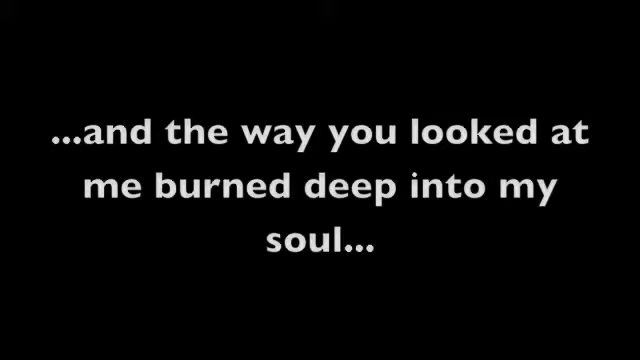 ...and the way you looked at
me burned deep into my
soul...